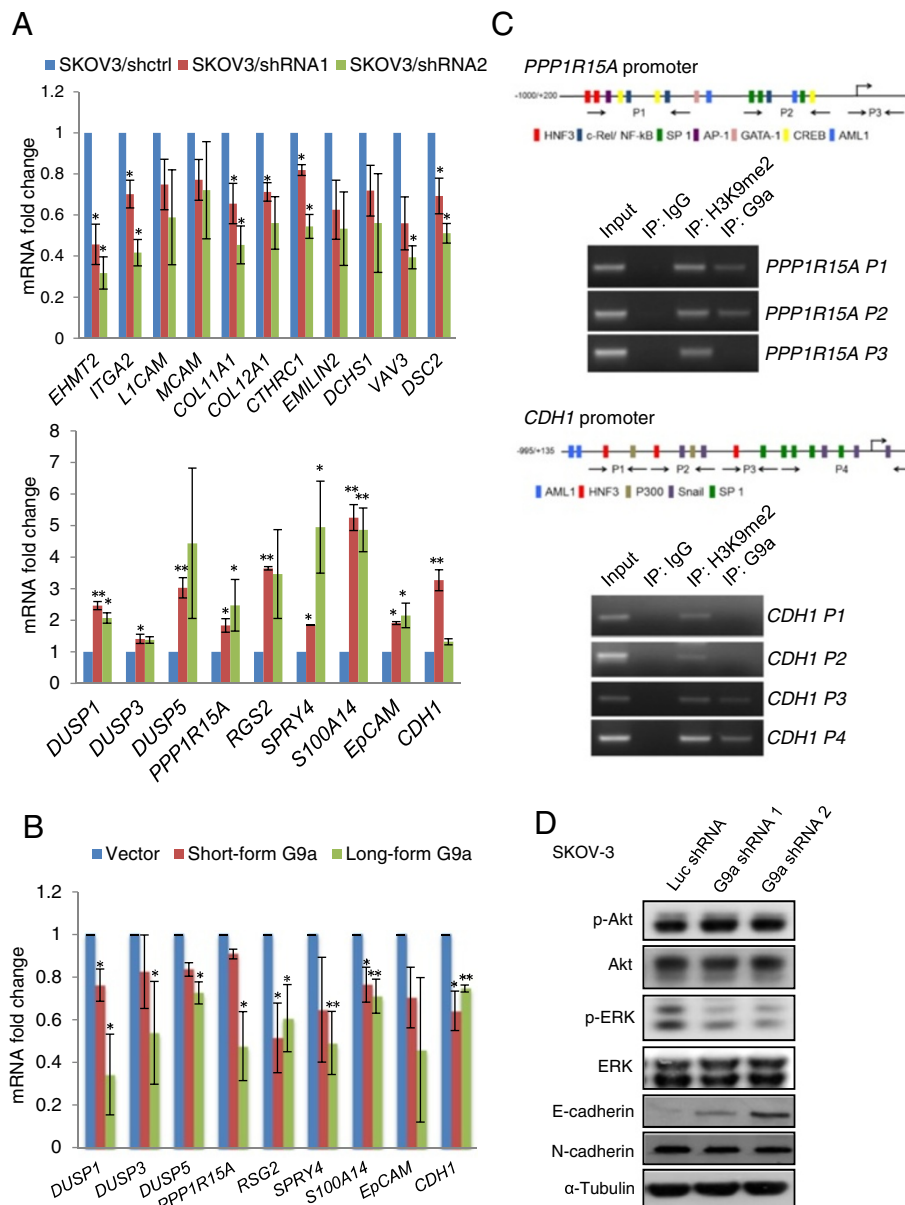 A
SKOV3/shctrl SKOV3/shRNA1 SKOV3/shRNA2
mRNA fold change
1.2
1
0.8
0.6
0.4
0.2
0
* * * * * * * * * * * *
EHMT2 ITGA2 L1CAM MCAM COL11A1 COL12A1 CTHRC1 EMILIN2 DCHS1 VAV3 DSC2
mRNA fold change
8
7
6
5
4
3
2
1
0
** * * ** * * ** * * ** ** * * **
DUSP1 DUSP3 DUSP5 PPP1R15A RGS2 SPRY4 S100A14 EpCAM CDH1
B
Vector Short-form G9a Long-form G9a
mRNA fold change
1.2
1
0.8
0.6
0.4
0.2
0
* * * * * * * ** * ** * **
DUSP1 DUSP3 DUSP5 PPP1R15A RSG2 SPRY4 S100A14 EpCAM CDH1
C
PPP1R15A promoter
-1000/+200
P1 P2 P3
HNF3 c-Rel/ NF-kB SP 1 AP-1 GATA-1 CREB AML1
Input IP: IgG IP: H3K9me2 IP: G9a
PPP1R15A P1
PPP1R15A P2
PPP1R15A P3
CDH1 promoter
-995/+135
P1 P2 P3 P4
AML1 HNF3 P300 Snail SP 1
Input IP: IgG IP: H3K9me2 IP: G9a
CDH1 P1
CDH1 P2
CDH1 P3
CDH1 P4
D
SKOV-3
Luc shRNA G9a shRNA 1 G9a shRNA 2
p-Akt
Akt
p-ERK
ERK
E-cadherin
N-cadherin
α-Tubulin